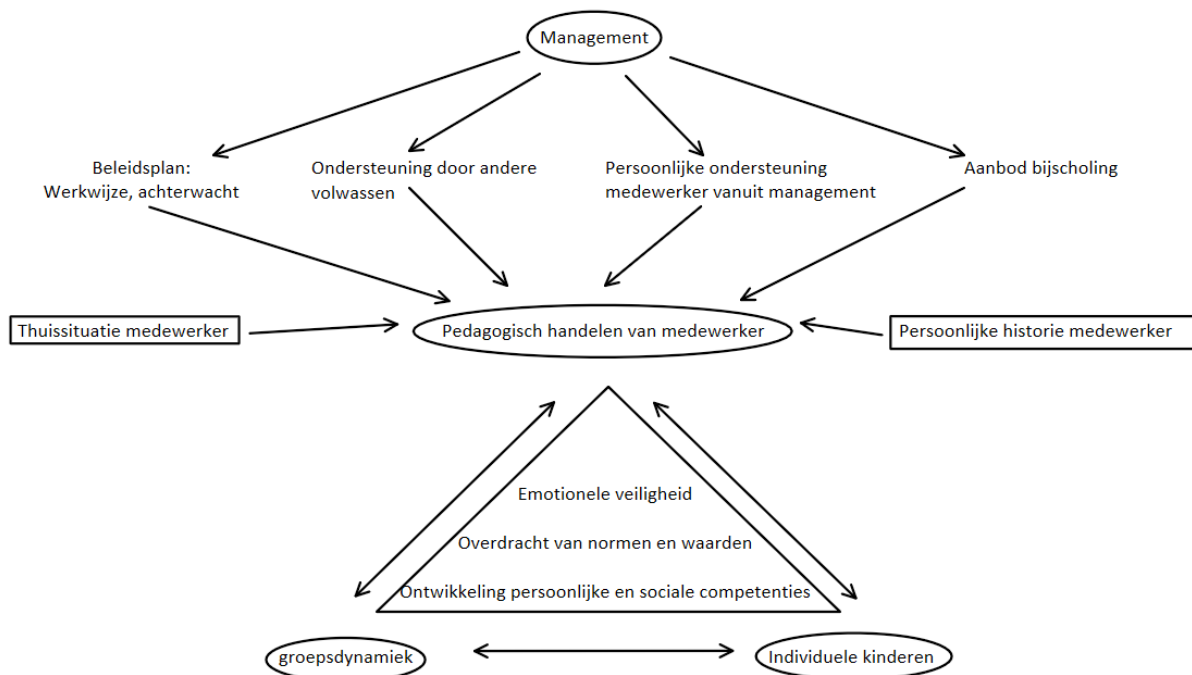 Management
Beleidsplan:
Werkwijze, achterwacht
Ondersteuning door andere
volwassen
Persoonlijke ondersteuning
medewerker vanuit management
Aanbod bijscholing
Thuissituatie medewerker
Pedagogisch handelen van medewerker
Persoonlijke historie medewerker
Emotionele veiligheid
Overdracht van normen en waarden
Ontwikkeling persoonlijke en sociale competenties
groepsdynamiek
Individuele kinderen